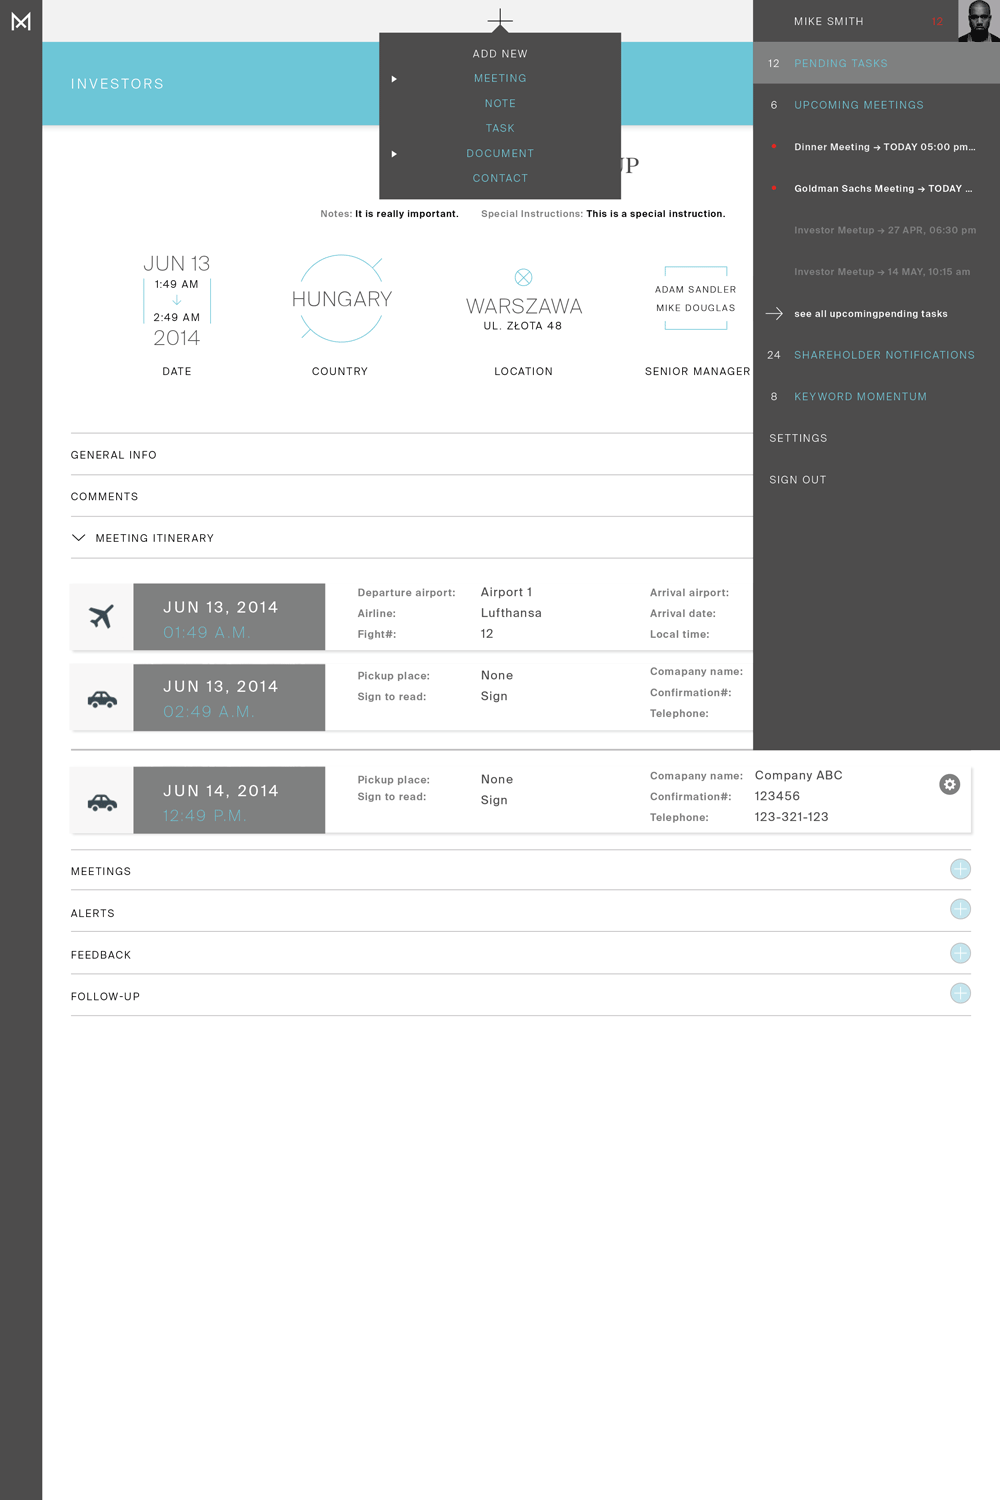 MIKE SMITH 12
ADD NEW
MEETING
NOTE
TASK
DOCUMENT
CONTACT
INVESTORS
UP
Notes: It is really important. Special Instructions: This is a special instruction.
JUN 13
1:49 AM
2:49 AM
2014
DATE
HUNGARY
COUNTRY
WARSZAWA
UL. ZŁOTA 48
LOCATION
ADAM SANDLER
MIKE DOUGLAS
SENIOR MANAGER
12 PENDING TASKS
6 UPCOMING MEETINGS
Dinner Meeting → TODAY 05:00 pm...
Goldman Sachs Meeting → TODAY ...
Investor Meetup → 27 APR, 06:30 pm
Investor Meetup → 14 MAY, 10:15 am
see all upcomingpending tasks
24 SHAREHOLDER NOTIFICATIONS
8 KEYWORD MOMENTUM
SETTINGS
SIGN OUT
GENERAL INFO
COMMENTS
MEETING ITINERARY
JUN 13, 2014
01:49 A.M.
Departure airport: Airport 1
Airline: Lufthansa
Fight#: 12
Arrival airport:
Arrival date:
Local time:
JUN 13, 2014
02:49 A.M.
Pickup place: None
Sign to read: Sign
Comapany name:
Confirmation#:
Telephone:
JUN 14, 2014
12:49 P.M.
Pickup place: None
Sign to read: Sign
Comapany name: Company ABC
Confirmation#: 123456
Telephone: 123-321-123
MEETINGS
ALERTS
FEEDBACK
FOLLOW-UP